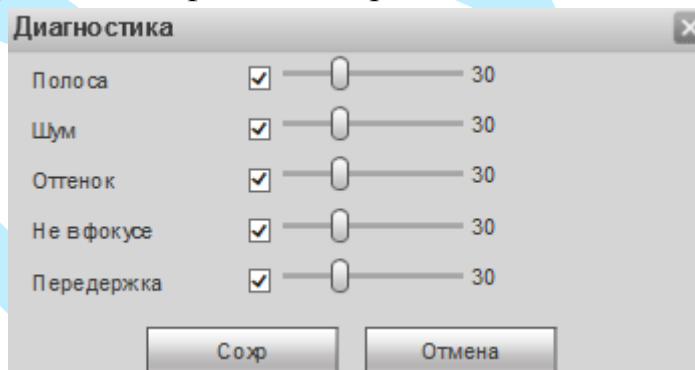 Диагностика
Полоса 30
Шум 30
Оттенок 30
Не в фокусе 30
Передержка 30
Сохр Отмена